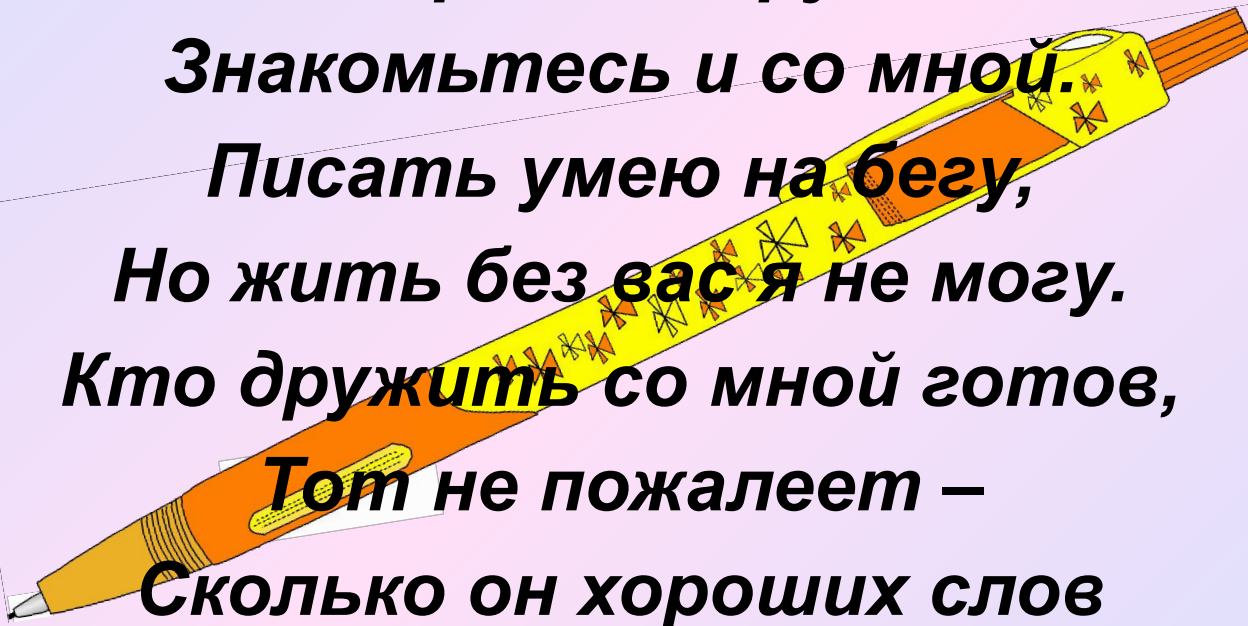 Знакомьтесь и со мной.
Писать умею на бегу,
Но жить без вас я не могу.
Кто дружить со мной готов,
Тот не пожалеет –
Сколько он хороших слов